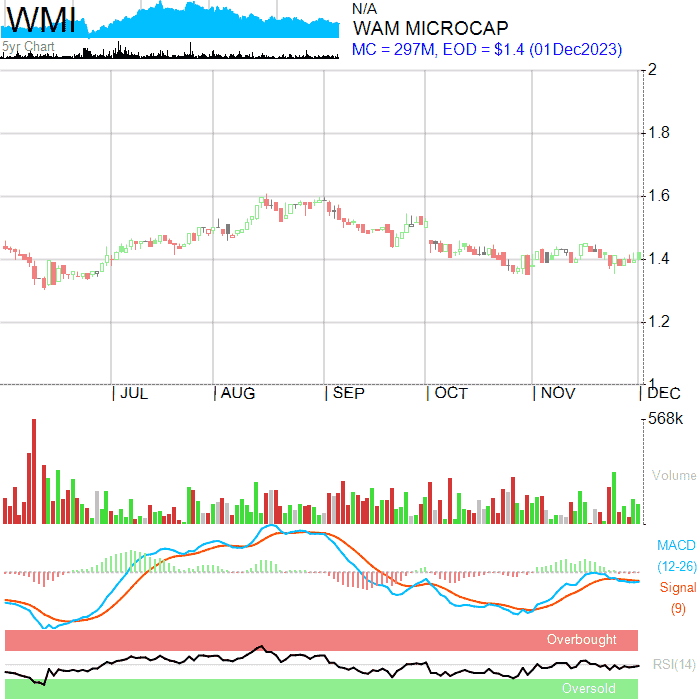 WMI
5yr Chart
N/A
WAM MICROCAP
MC = 297M, EOD = $1.4 (01Dec2023)
2
1.8
1.6
1.4
1.2
1
JUL AUG SEP OCT NOV DEC
568k
Volume
MACD
(12-26)
Signal
(9)
Overbought
RSI(14)
Oversold